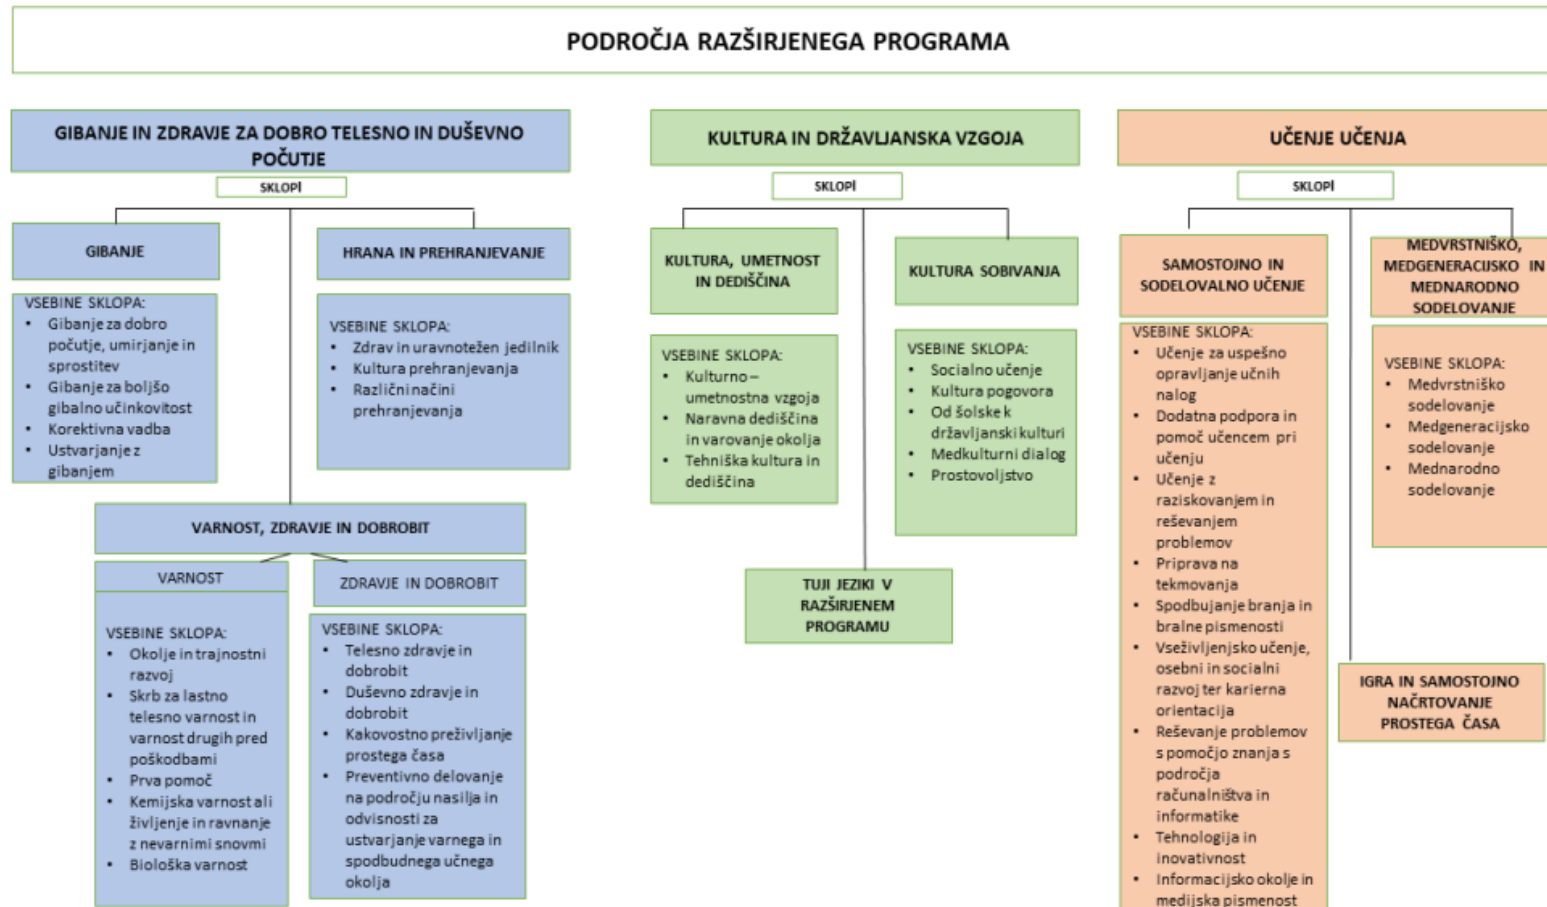 PODROČJA RAZŠIRJENEGA PROGRAMA
GIBANJE IN ZDRAVJE ZA DOBRO TELESNO IN DUŠEVNO
POČUTJE
SKLOPI
GIBANJE
VSEBINE SKLOPA:
• Gibanje za dobro
počutje, umirjanje in
sprostitev
• Gibanje za boljšo
gibalno učinkovitost
• Korektivna vadba
• Ustvarjanje z
gibanjem
HRANA IN PREHRANJEVANJE
VSEBINE SKLOPA:
• Zdrav in uravnotežen jedilnik
• Kultura prehranjevanja
• Različni načini
prehranjevanja
VARNOST, ZDRAVJE IN DOBROBIT
VARNOST
VSEBINE SKLOPA:
• Okolje in trajnostni
razvoj
• Skrb za lastno
telesno varnost in
varnost drugih pred
poškodbami
• Prva pomoč
• Kemijska varnost ali
življenje in ravnanje
z nevarnimi snovmi
• Biološka varnost
ZDRAVJE IN DOBROBIT
VSEBINE SKLOPA:
• Telesno zdravje in
dobrobit
• Duševno zdravje in
dobrobit
• Kakovostno preživljanje
prostega časa
• Preventivno delovanje
na področju nasilja in
odvisnosti za
ustvarjanje varnega in
spodbudnega učnega
okolja
KULTURA IN DRŽAVLJANSKA VZGOJA
SKLOPI
KULTURA, UMETNOST
IN DEDIŠČINA
VSEBINE SKLOPA:
• Kulturno –
umetnostna vzgoja
• Naravna dediščina
in varovanje okolja
• Tehniška kultura in
dediščina
KULTURA SOBIVANJA
VSEBINE SKLOPA:
• Socialno učenje
• Kultura pogovora
• Od šolske k
državljanski kulturi
• Medkulturni dialog
• Prostovoljstvo
TUJI JEZIKI V
RAZŠIRJENEM
PROGRAMU
UČENJE UČENJA
SKLOPI
SAMOSTOJNO IN
SODELOVALNO UČENJE
VSEBINE SKLOPA:
• Učenje za uspešno
opravljanje učnih
nalog
• Dodatna podpora in
pomoč učencem pri
učenju
• Učenje z
raziskovanjem in
reševanjem
problemov
• Priprava na
tekmovanja
• Spodbujanje branja in
bralne pismenosti
• Vseživljenjsko učenje,
osebni in socialni
razvoj ter karierna
orientacija
• Reševanje problemov
s pomočjo znanja s
področja
računalništva in
informatike
• Tehnologija in
inovativnost
• Informacijsko okolje in
medijska pismenost
MEDVRSTNIŠKO,
MEDGENERACIJSKO IN
MEDNARODNO
SODELOVANJE
VSEBINE SKLOPA:
• Medvrstniško
sodelovanje
• Medgeneracijsko
sodelovanje
• Mednarodno
sodelovanje
IGRA IN SAMOSTOJNO
NAČRTOVANJE
PROSTEGA ČASA